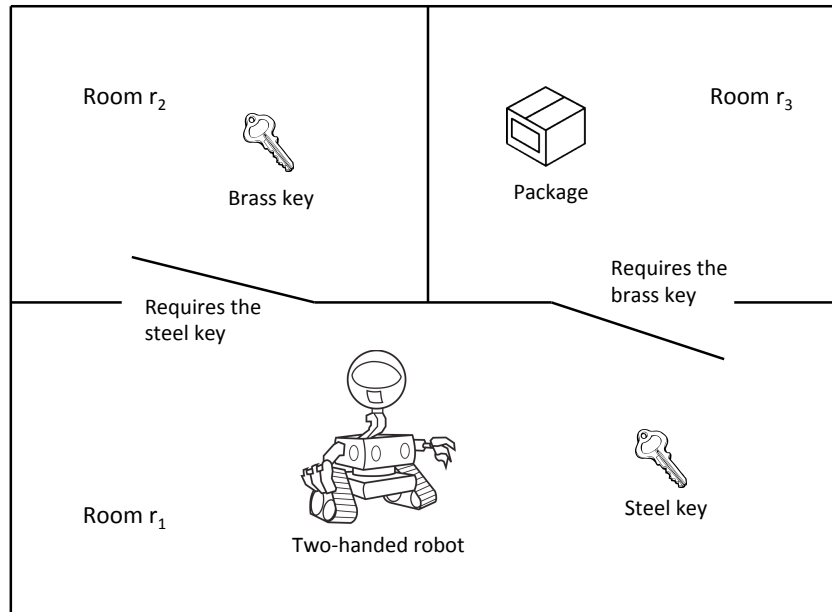 Room r₂
Room r₃
Brass key
Package
Requires the
brass key
Requires the
steel key
Steel key
Room r₁
Two-handed robot